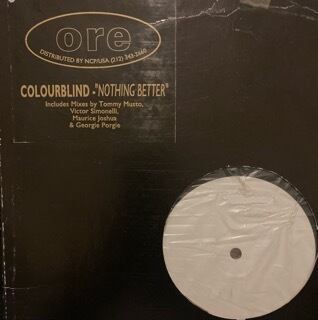 ore
DISTRIBUTED BY NCP/USA (212) 343-2660
COLOURBLIND -"NOTHING BETTER"
Includes Mixes by Tommy Musto,
Victor Simonelli,
Maurice Joshua
& Georgie Porgie